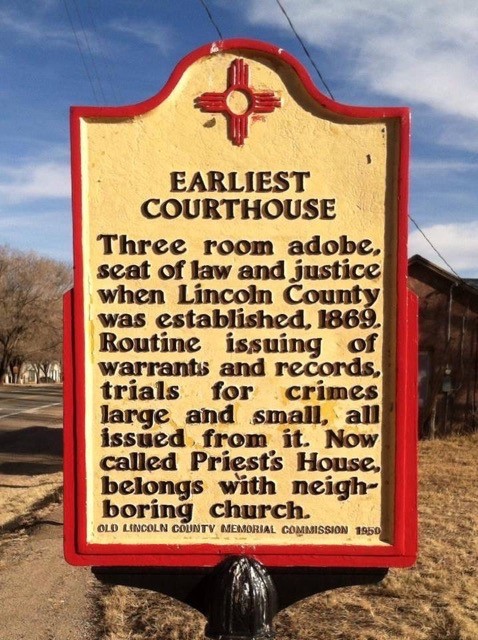 EARLIEST
COURTHOUSE
Three room adobe,
seat of law and justice
when Lincoln County
was established, 1869.
Routine issuing of
warrants and records,
trials for crimes
large and small, all
issued from it. Now
called Priest's House,
belongs with neigh-
boring church.
OLD LINCOLN COUNTY MEMORIAL COMMISSION 1950